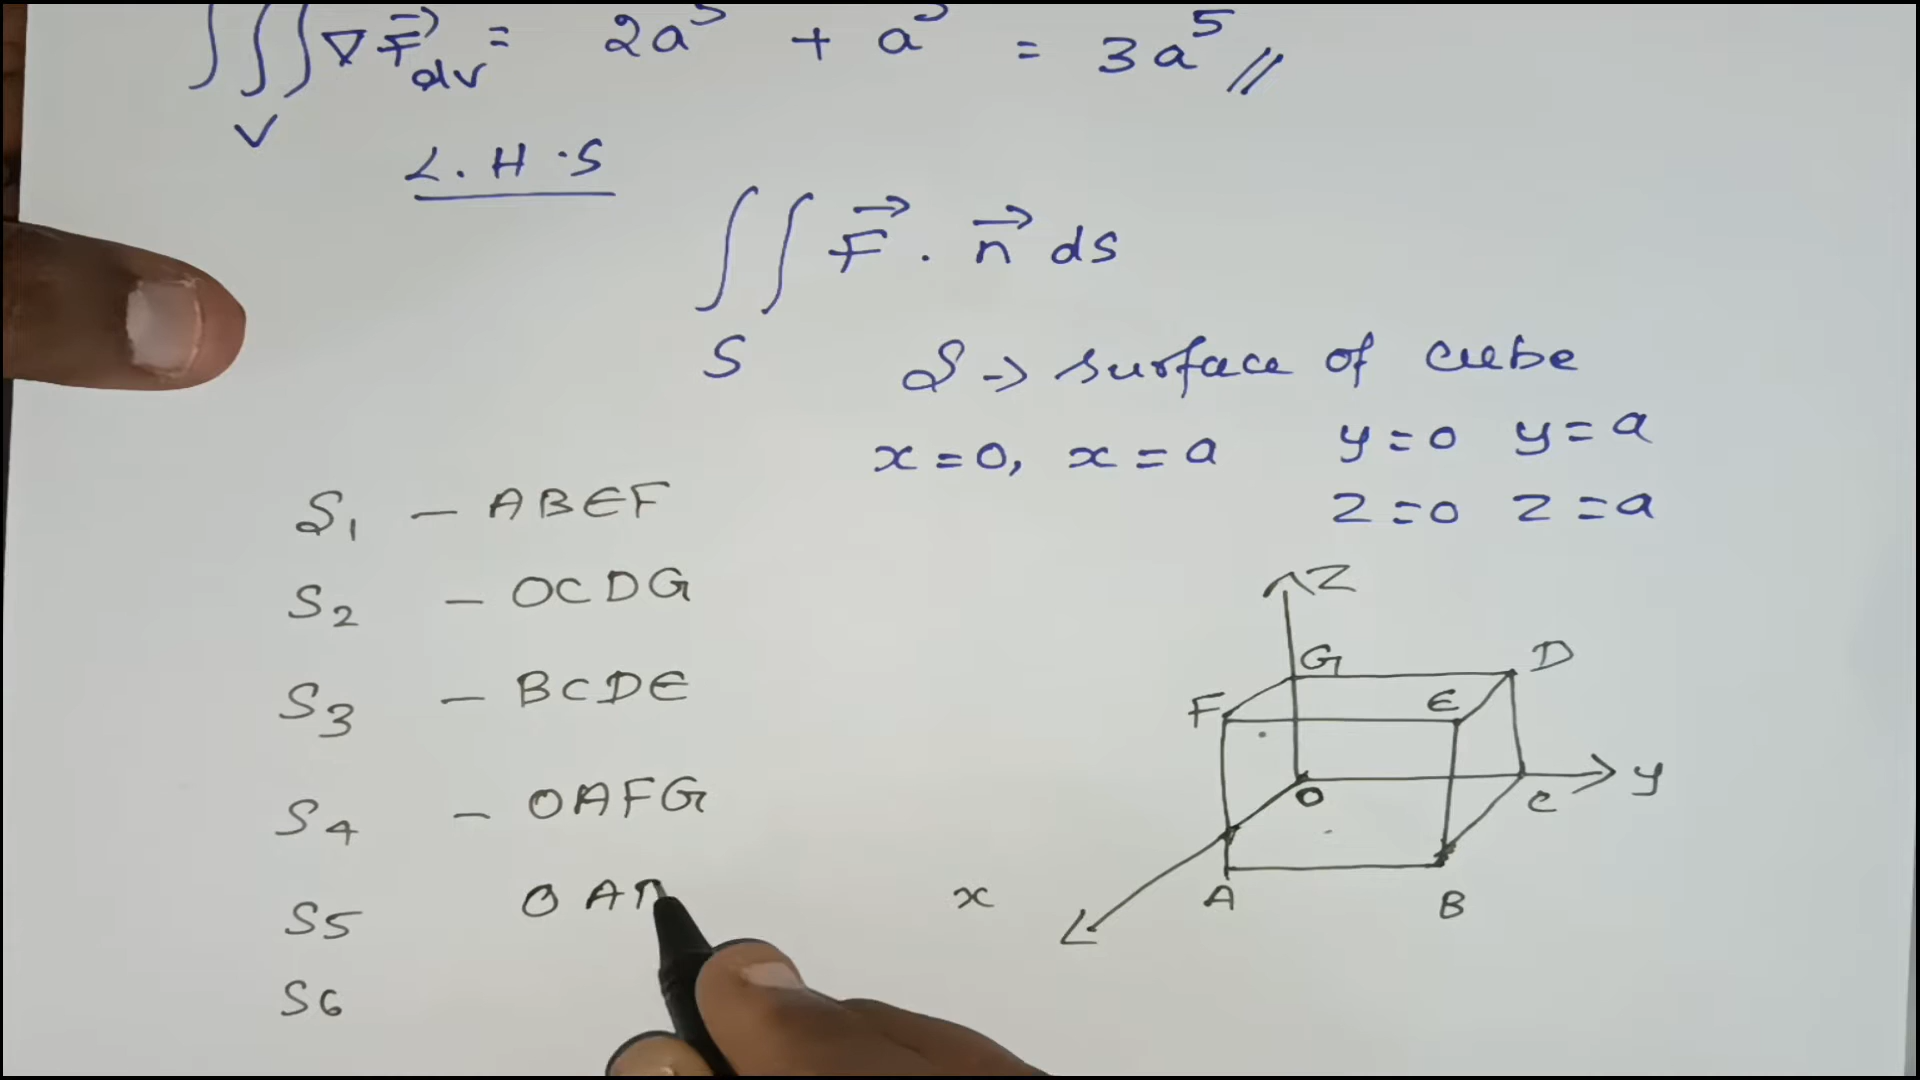 ∫∫∫ ∇ F⃗ dv = 2a⁵ + a⁵ = 3a⁵ //
V
L.H.S
∫∫ F⃗ . n⃗ ds
S
S → surface of cube
x = 0, x = a y = 0 y = a
z = 0 z = a
S1 - ABEF
S2 - OCDG
S3 - BCDE
S4 - OAFG
S5 OA
S6
Z
G D
F E
O C y
x A B